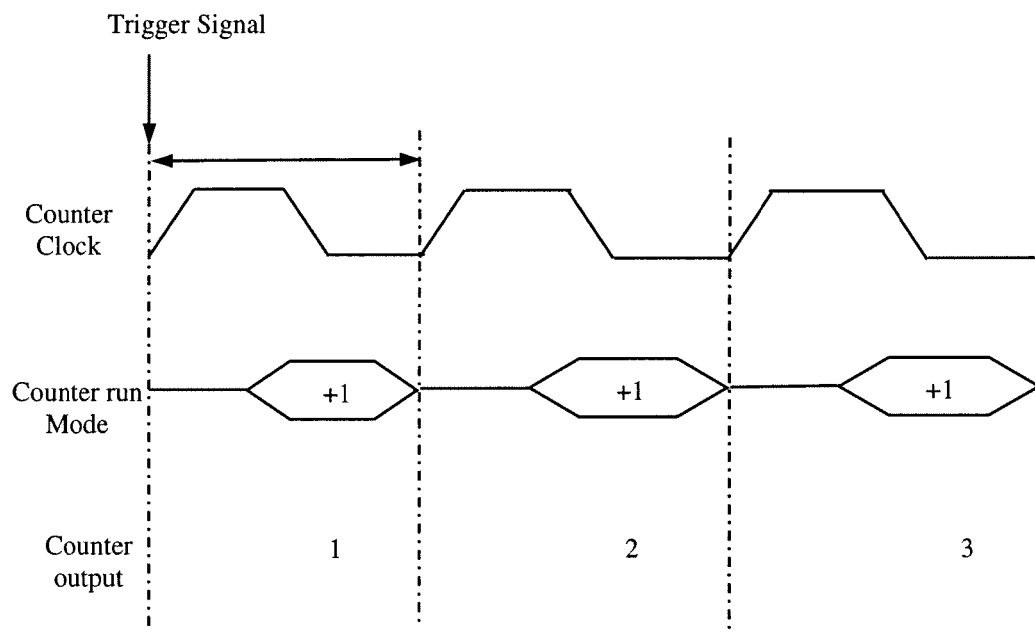 Trigger Signal
Counter
Clock
Counter run
Mode
+1
+1
+1
Counter
output
1
2
3